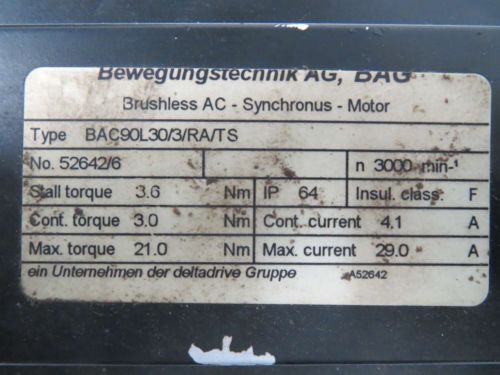 Bewegungstechnik AG, BAG
Brushless AC - Synchronus - Motor
Type BAC90L30/3/RA/TS
No. 52642/6 n 3000 min-¹
Stall torque 3.6 Nm IP 64 Insul. class: F
Cont. torque 3.0 Nm Cont. current 4.1 A
Max. torque 21.0 Nm Max. current 29.0 A
ein Unternehmen der deltadrive Gruppe A52642